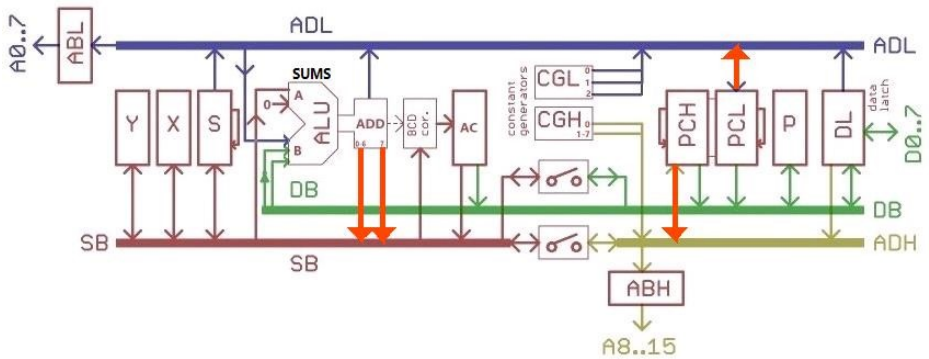 ADL
ADL
A0..7
ABL
SUMS
constant
generators
CGL
0
1
2
CGH
0
1-7
Y
X
S
0
A
B
ALU
ADD
0-6
7
BCD
cor.
AC
PCH
PCL
P
DL
data
latch
D0..7
DB
DB
SB
SB
ADH
ABH
A8..15